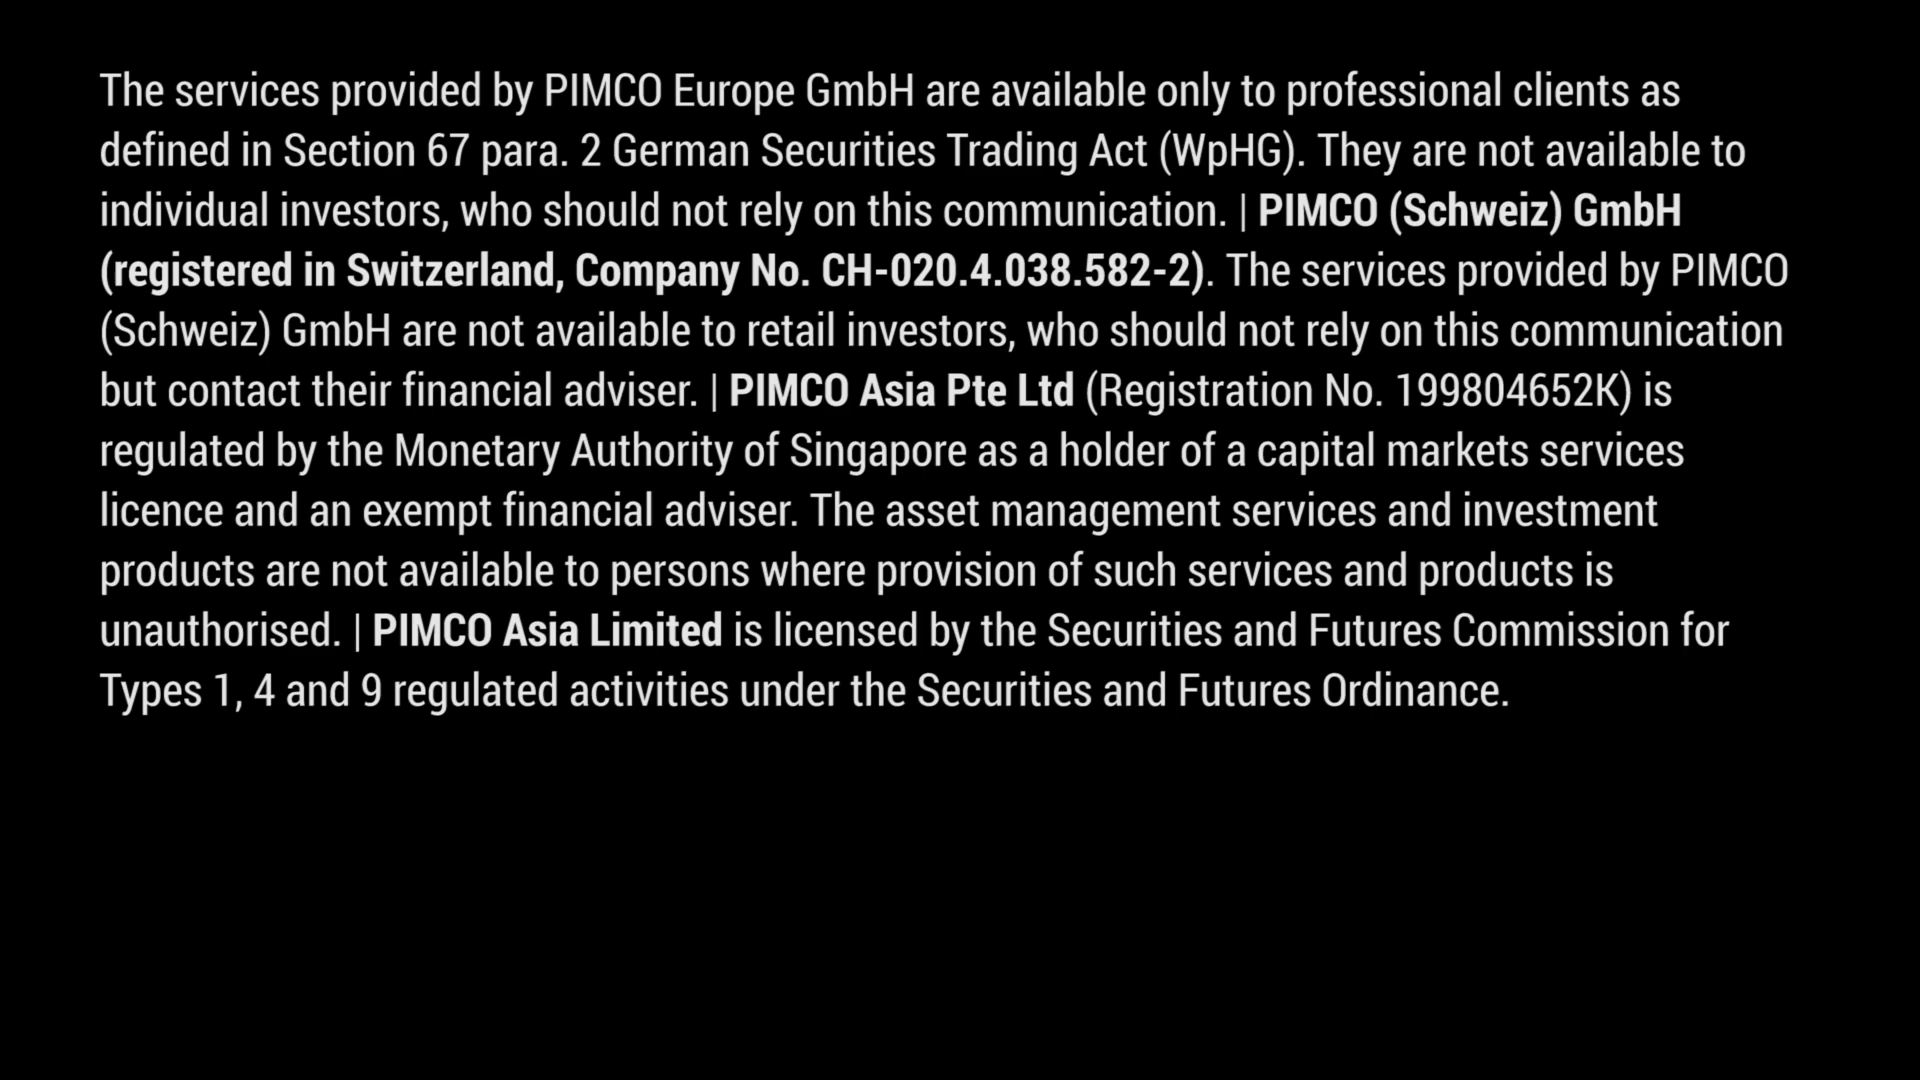 The services provided by PIMCO Europe GmbH are available only to professional clients as
defined in Section 67 para. 2 German Securities Trading Act (WpHG). They are not available to
individual investors, who should not rely on this communication. | PIMCO (Schweiz) GmbH
(registered in Switzerland, Company No. CH-020.4.038.582-2). The services provided by PIMCO
(Schweiz) GmbH are not available to retail investors, who should not rely on this communication
but contact their financial adviser. | PIMCO Asia Pte Ltd (Registration No. 199804652K) is
regulated by the Monetary Authority of Singapore as a holder of a capital markets services
licence and an exempt financial adviser. The asset management services and investment
products are not available to persons where provision of such services and products is
unauthorised. | PIMCO Asia Limited is licensed by the Securities and Futures Commission for
Types 1, 4 and 9 regulated activities under the Securities and Futures Ordinance.